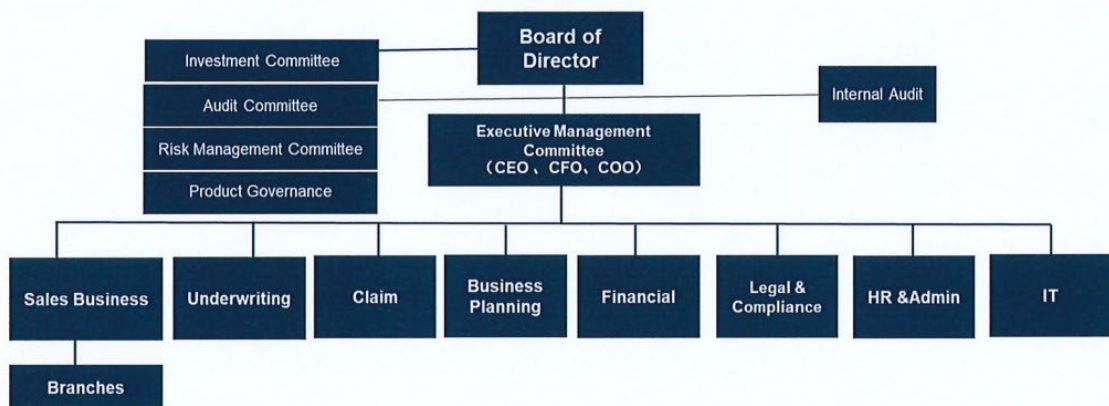 Board of
Director
Investment Committee
Audit Committee
Internal Audit
Executive Management
Committee
（CEO 、CFO、COO）
Risk Management Committee
Product Governance
Sales Business
Underwriting
Claim
Business
Planning
Financial
Legal &
Compliance
HR &Admin
IT
Branches